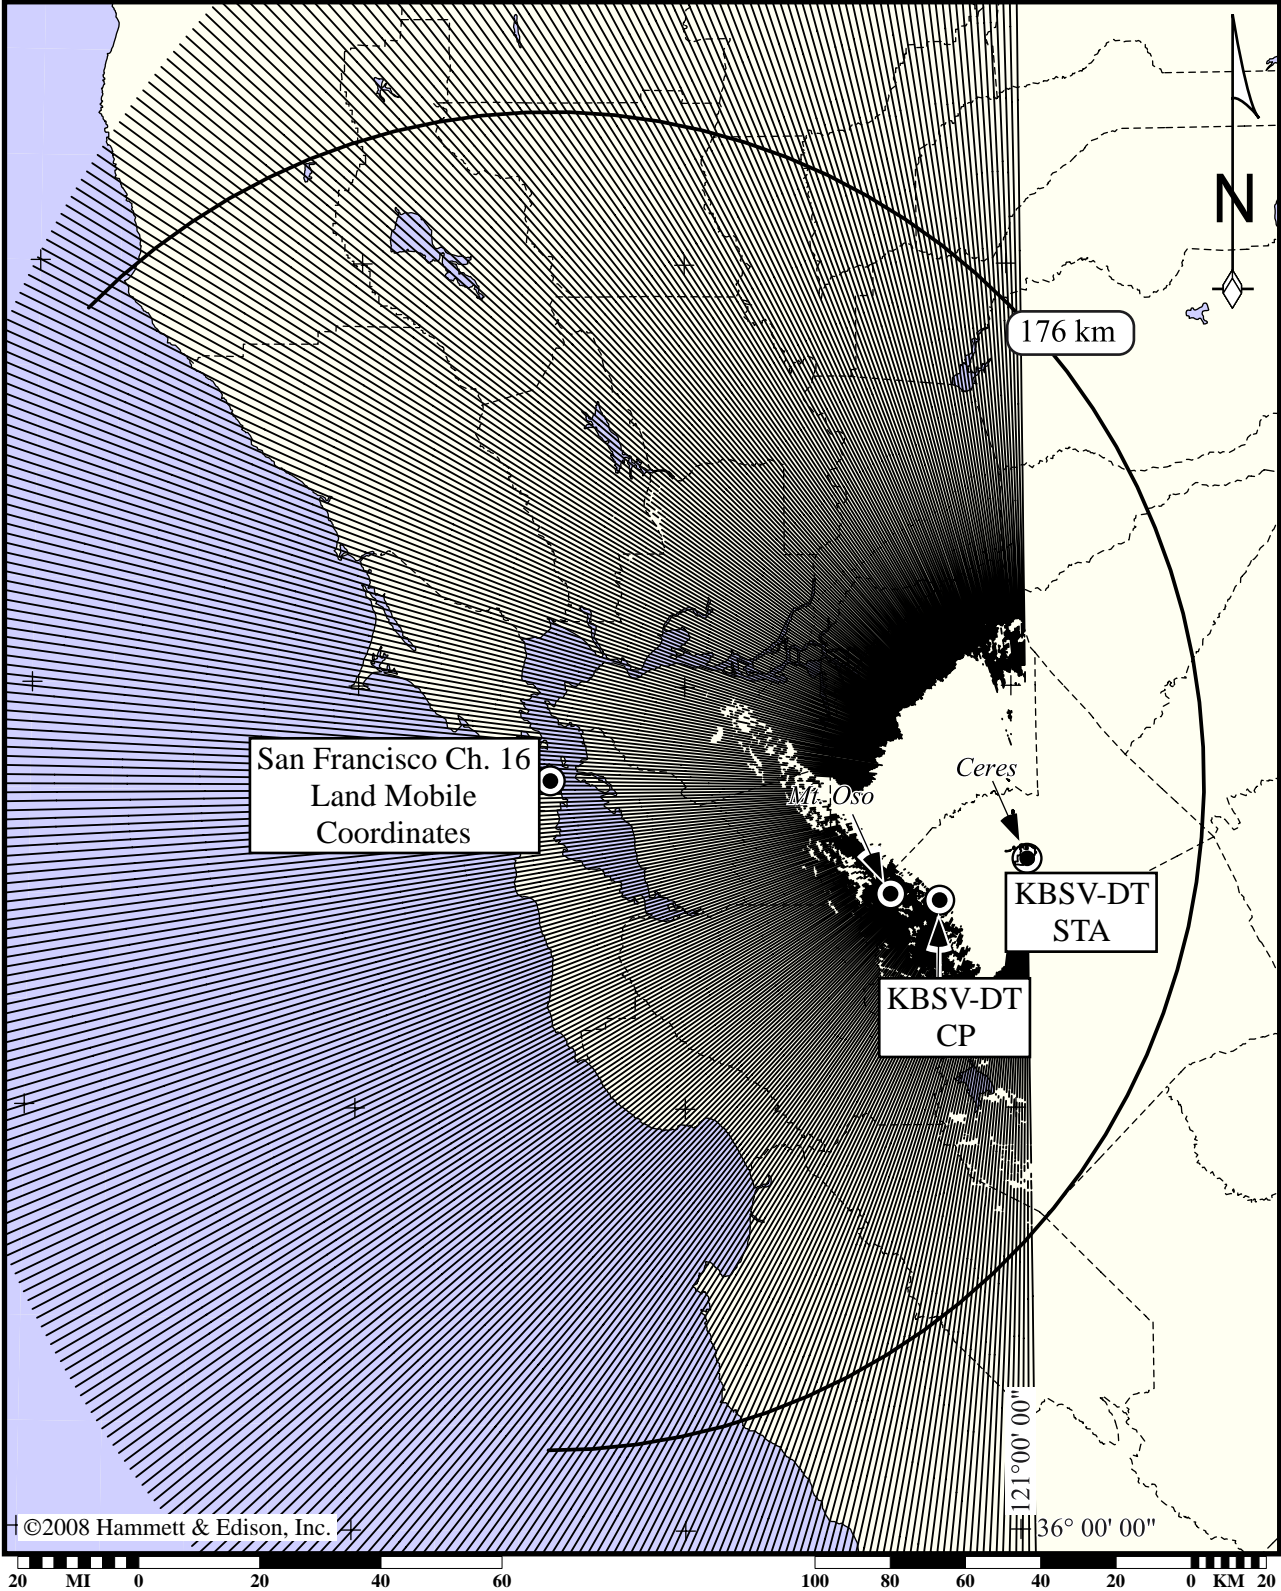 N
176 km
San Francisco Ch. 16
Land Mobile
Coordinates
Ceres
Mt. Oso
KBSV-DT
STA
KBSV-DT
CP
121°00' 00"
36° 00' 00"
©2008 Hammett & Edison, Inc.
20 MI 0 20 40 60 100 80 60 40 20 0 KM 20